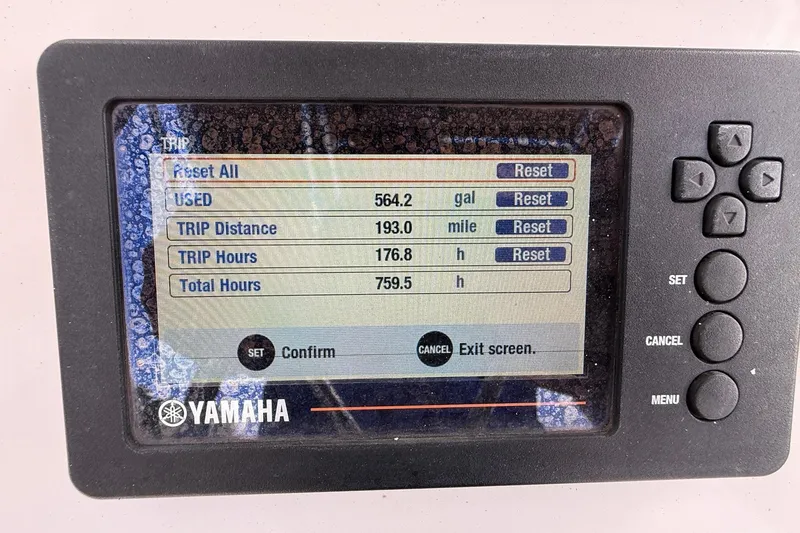 TRIP
Reset All Reset
USED 564.2 gal Reset
TRIP Distance 193.0 mile Reset
TRIP Hours 176.8 h Reset
Total Hours 759.5 h
SET Confirm CANCEL Exit screen.
YAMAHA
SET
CANCEL
MENU